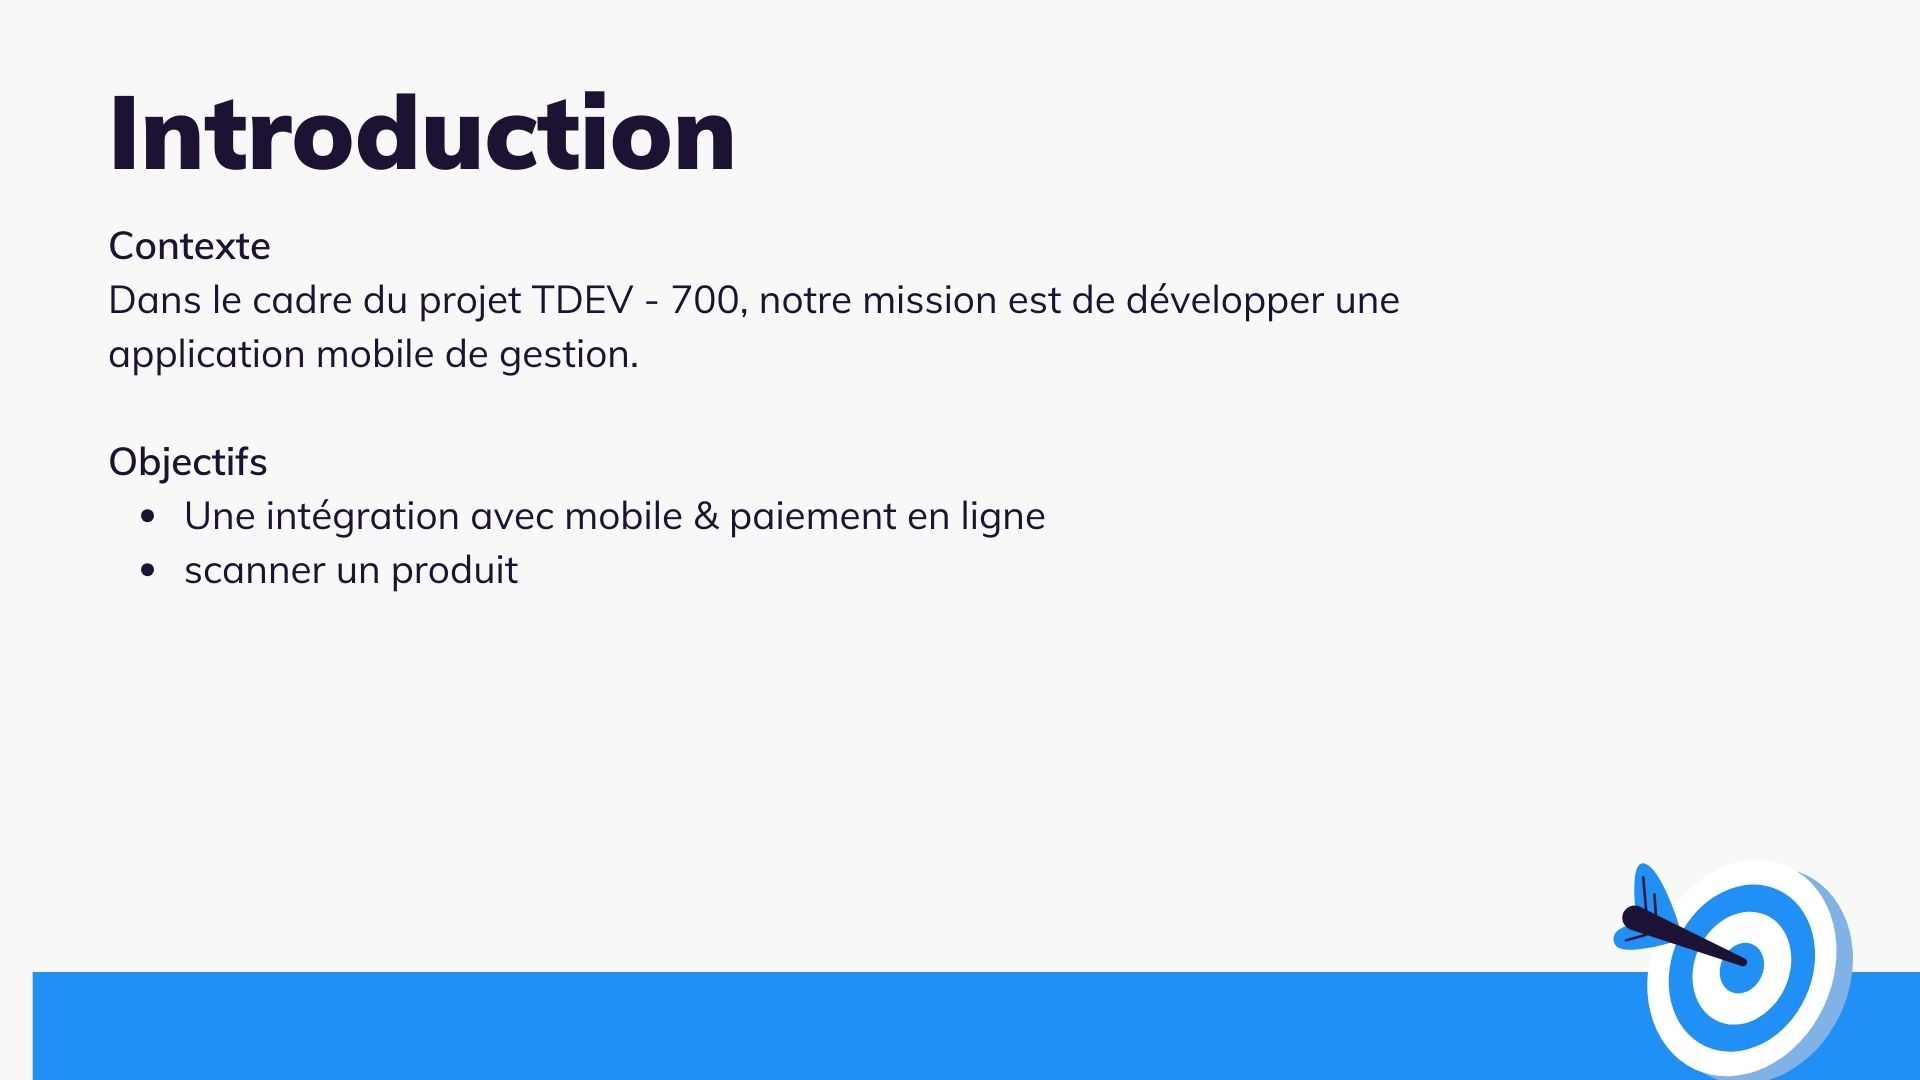 Introduction
Contexte
Dans le cadre du projet TDEV - 700, notre mission est de développer une
application mobile de gestion.
Objectifs
• Une intégration avec mobile & paiement en ligne
• scanner un produit